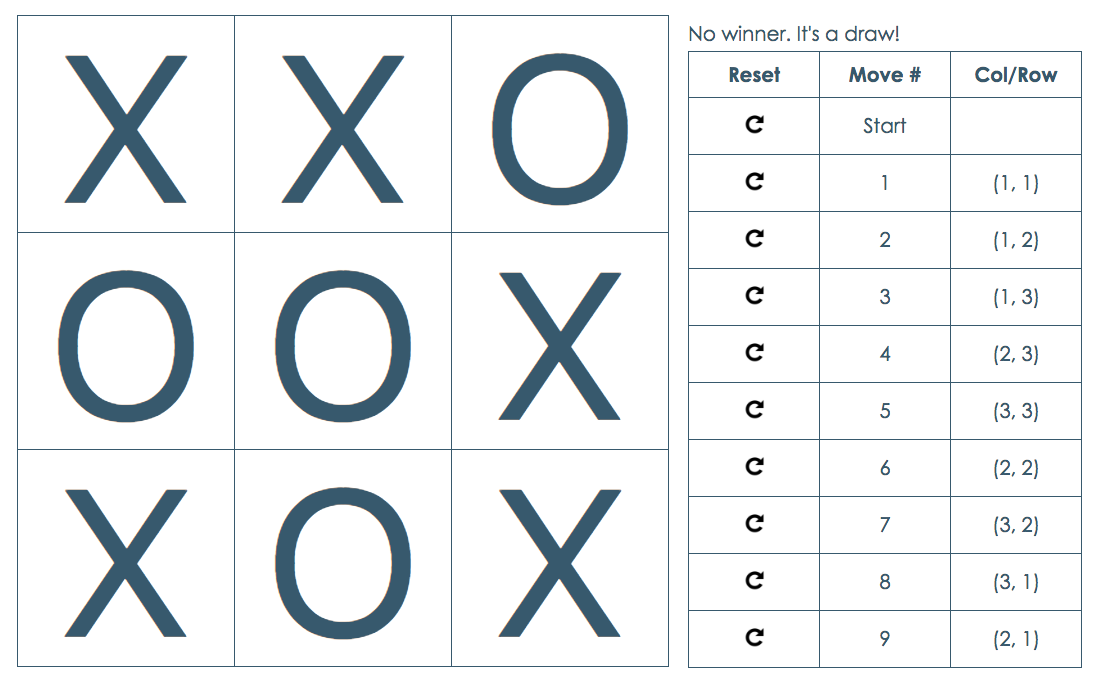 No winner. It's a draw!
X X O
O O X
X O X
Reset Move # Col/Row
Start
1 (1, 1)
2 (1, 2)
3 (1, 3)
4 (2, 3)
5 (3, 3)
6 (2, 2)
7 (3, 2)
8 (3, 1)
9 (2, 1)